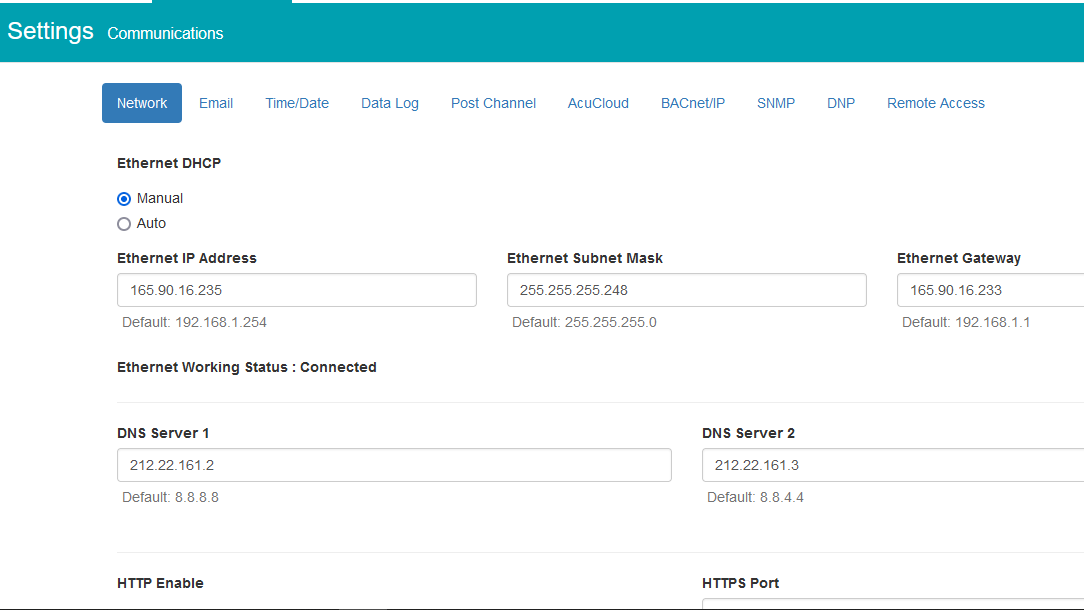 Settings Communications
Network Email Time/Date Data Log Post Channel AcuCloud BACnet/IP SNMP DNP Remote Access
Ethernet DHCP
Manual
Auto
Ethernet IP Address Ethernet Subnet Mask Ethernet Gateway
165.90.16.235 255.255.255.248 165.90.16.233
Default: 192.168.1.254 Default: 255.255.255.0 Default: 192.168.1.1
Ethernet Working Status : Connected
DNS Server 1 DNS Server 2
212.22.161.2 212.22.161.3
Default: 8.8.8.8 Default: 8.8.4.4
HTTP Enable HTTPS Port